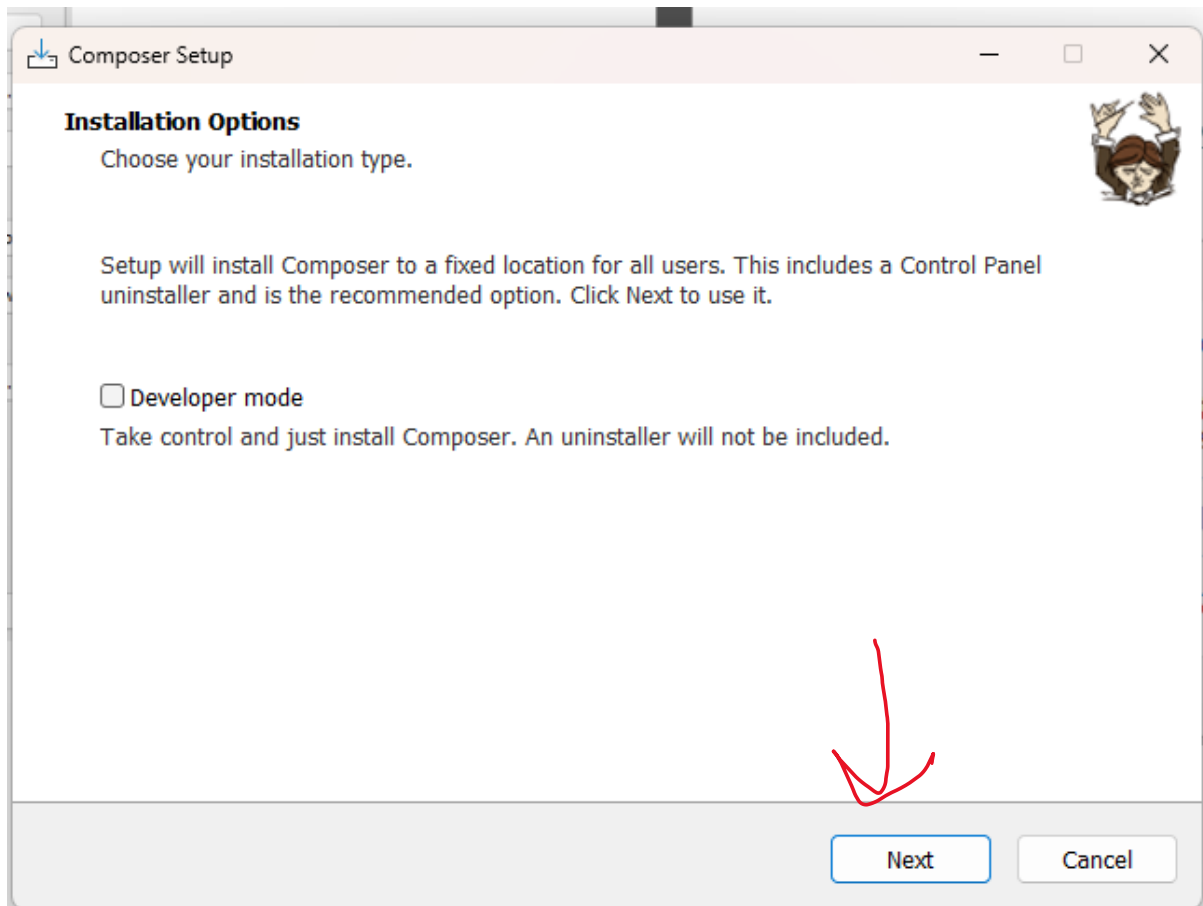 Composer Setup
Installation Options
Choose your installation type.
Setup will install Composer to a fixed location for all users. This includes a Control Panel
uninstaller and is the recommended option. Click Next to use it.
Developer mode
Take control and just install Composer. An uninstaller will not be included.
Next
Cancel